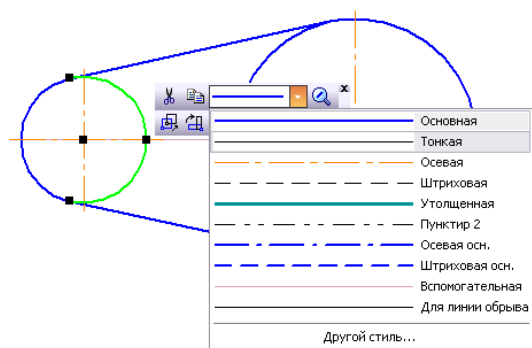 x
Основная
Тонкая
Осевая
Штриховая
Утолщенная
Пунктир 2
Осевая осн.
Штриховая осн.
Вспомогательная
Для линии обрыва
Другой стиль...